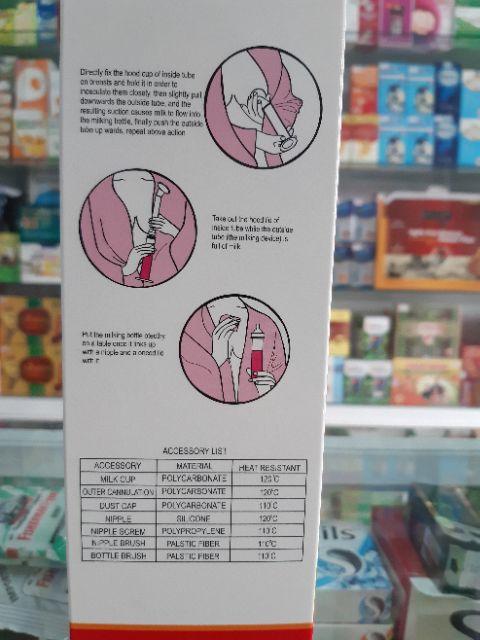 Directly fix the hood cup of inside tube
on breasts and hold it in order to
inosculate them closely, then slightly pull
downwards the outside tube, and the
resulting suction causes milk to flow into
the milking bottle, finally push the outside
tube up wards, repeat above action
Take out the hood lie of
inside tube while the outside
tube (the milking device) is
full of milk
Put the milking bottle
on a table once it links up
with a nipple and
with it
ACCESSORY LIST
ACCESSORY MATERIAL HEAT RESISTANT
MILK CUP POLYCARBONATE 120°C
OUTER CANNULATION POLYCARBONATE 120°C
DUST CAP POLYCARBONATE 110°C
NIPPLE SILICONE 120°C
NIPPLE SCREM POLYPROPYLENE 110°C
NIPPLE BRUSH PALSTIC FIBER 110°C
BOTTLE BRUSH PALSTIC FIBER 110°C